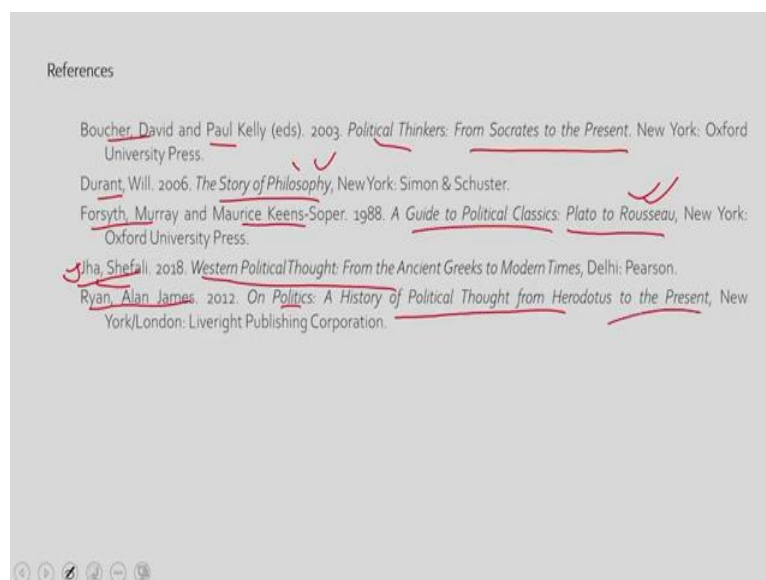 References
Boucher, David and Paul Kelly (eds). 2003. Political Thinkers: From Socrates to the Present. New York: Oxford
University Press.
Durant, Will. 2006. The Story of Philosophy, New York: Simon & Schuster.
Forsyth, Murray and Maurice Keens-Soper. 1988. A Guide to Political Classics: Plato to Rousseau, New York:
Oxford University Press.
Jha, Shefali. 2018. Western Political Thought: From the Ancient Greeks to Modern Times, Delhi: Pearson.
Ryan, Alan James. 2012. On Politics: A History of Political Thought from Herodotus to the Present, New
York/London: Liveright Publishing Corporation.